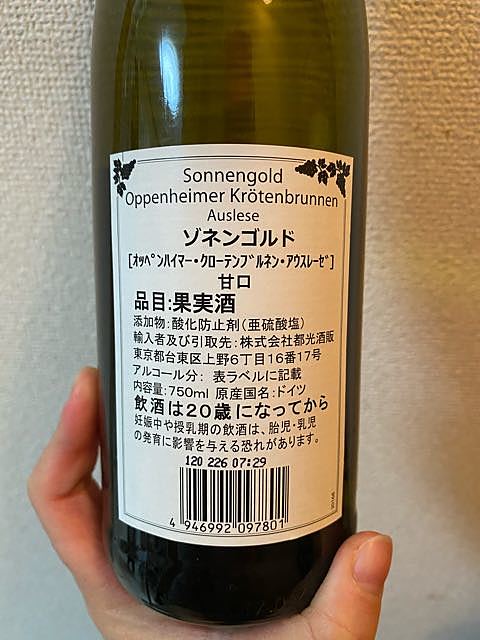 Sonnengold
Oppenheimer Krötenbrunnen
Auslese
ゾネンゴルド
[オッペンハイマー・クローテンブルネン・アウスレーゼ]
甘口
品目:果実酒
添加物:酸化防止剤(亜硫酸塩)
輸入者及び引取先:株式会社都光酒販
東京都台東区上野6丁目16番17号
アルコール分: 表ラベルに記載
内容量:750ml 原産国名:ドイツ
飲酒は20歳になってから
妊娠中や授乳期の飲酒は、胎児・乳児
の発育に影響を与える恐れがあります。
120 226 07:29
4 946992 097801